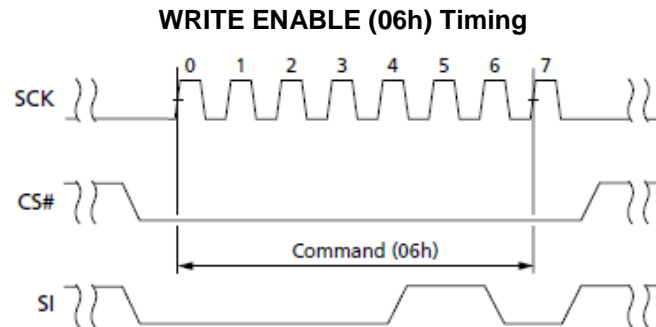 WRITE ENABLE (06h) Timing
0 1 2 3 4 5 6 7
SCK
CS#
Command (06h)
SI